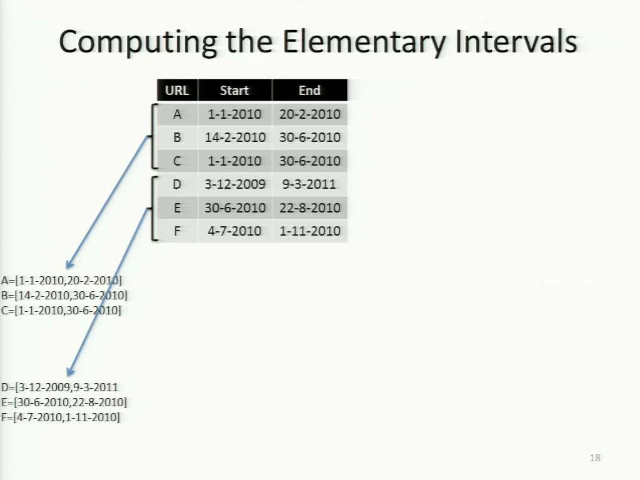 Computing the Elementary Intervals
URL Start End
A 1-1-2010 20-2-2010
B 14-2-2010 30-6-2010
C 1-1-2010 30-6-2010
D 3-12-2009 9-3-2011
E 30-6-2010 22-8-2010
F 4-7-2010 1-11-2010
A=[1-1-2010,20-2-2010]
B=[14-2-2010,30-6-2010]
C=[1-1-2010,30-6-2010]
D=[3-12-2009,9-3-2011
E=[30-6-2010,22-8-2010]
F=[4-7-2010,1-11-2010]
18